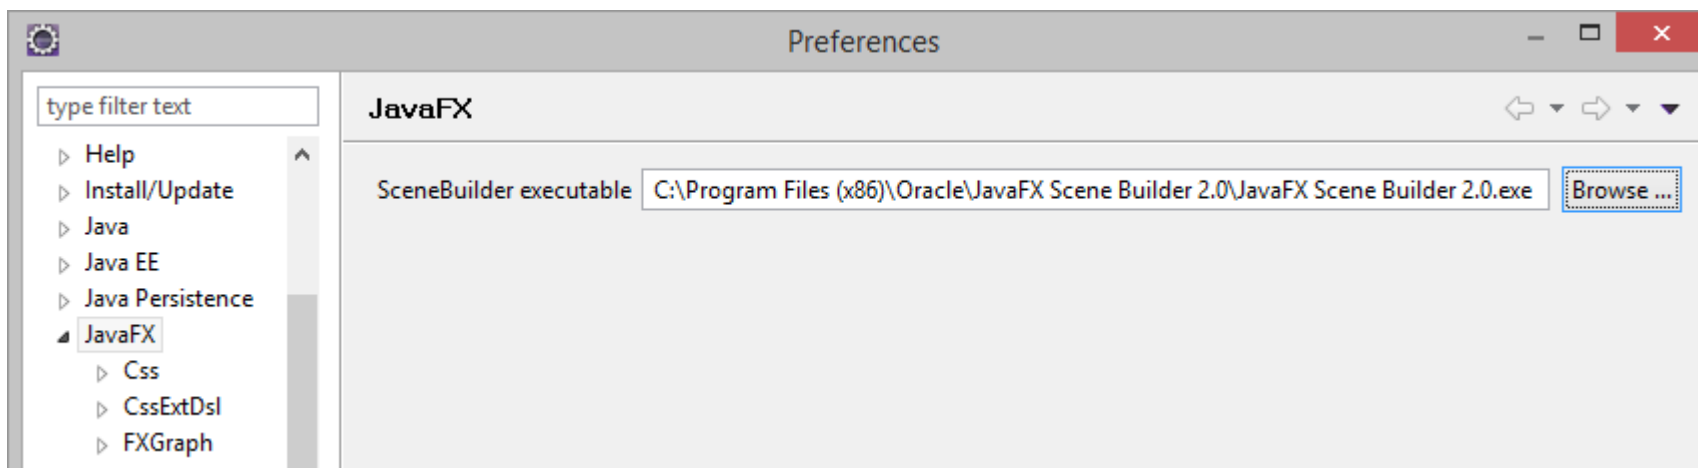 Preferences
type filter text
JavaFX
Help
Install/Update
Java
Java EE
Java Persistence
JavaFX
Css
CssExtDsl
FXGraph
SceneBuilder executable C:\Program Files (x86)\Oracle\JavaFX Scene Builder 2.0\JavaFX Scene Builder 2.0.exe Browse ...